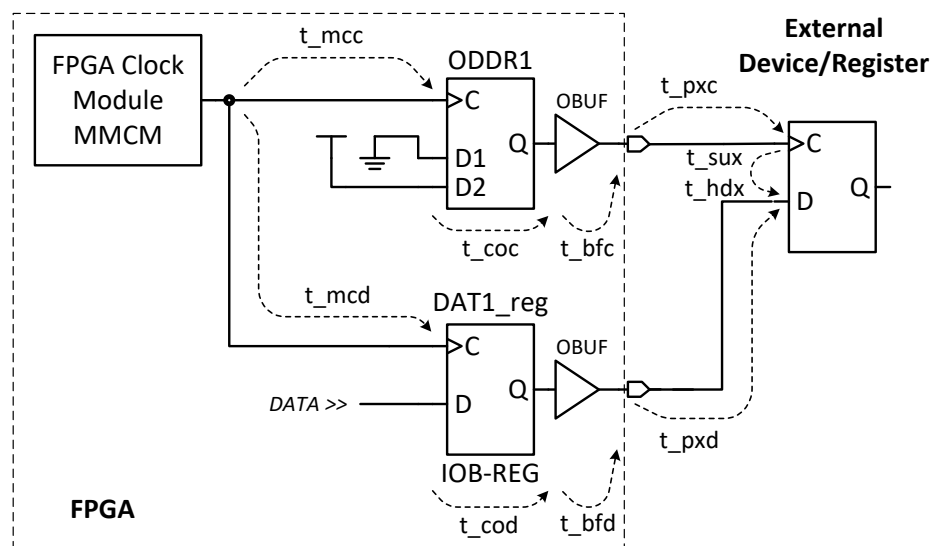 External
Device/Register
t_mcc
ODDR1
FPGA Clock
Module
MMCM
C
Q
D1
D2
OBUF
t_pxc
C
t_sux
t_hdx
Q
D
t_coc
t_bfc
t_mcd
DAT1_reg
OBUF
C
Q
DATA >>
D
t_pxd
IOB-REG
FPGA
t_cod
t_bfd